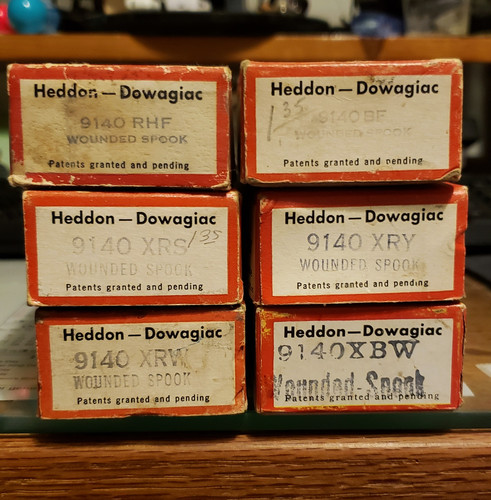 Heddon—Dowagiac
9140 RHF
WOUNDED SPOOK
Patents granted and pending
Heddon—Dowagiac
1 35
9140 BF
WOUNDED SPOOK
Patents granted and pending
Heddon—Dowagiac
9140 XRS 1 35
WOUNDED SPOOK
Patents granted and pending
Heddon—Dowagiac
9140 XRY
WOUNDED SPOOK
Patents granted and pending
Heddon—Dowagiac
9140 XRW
WOUNDED SPOOK
Patents granted and pending
Heddon—Dowagiac
9140XBW
Wounded-Spook
Patents granted and pending